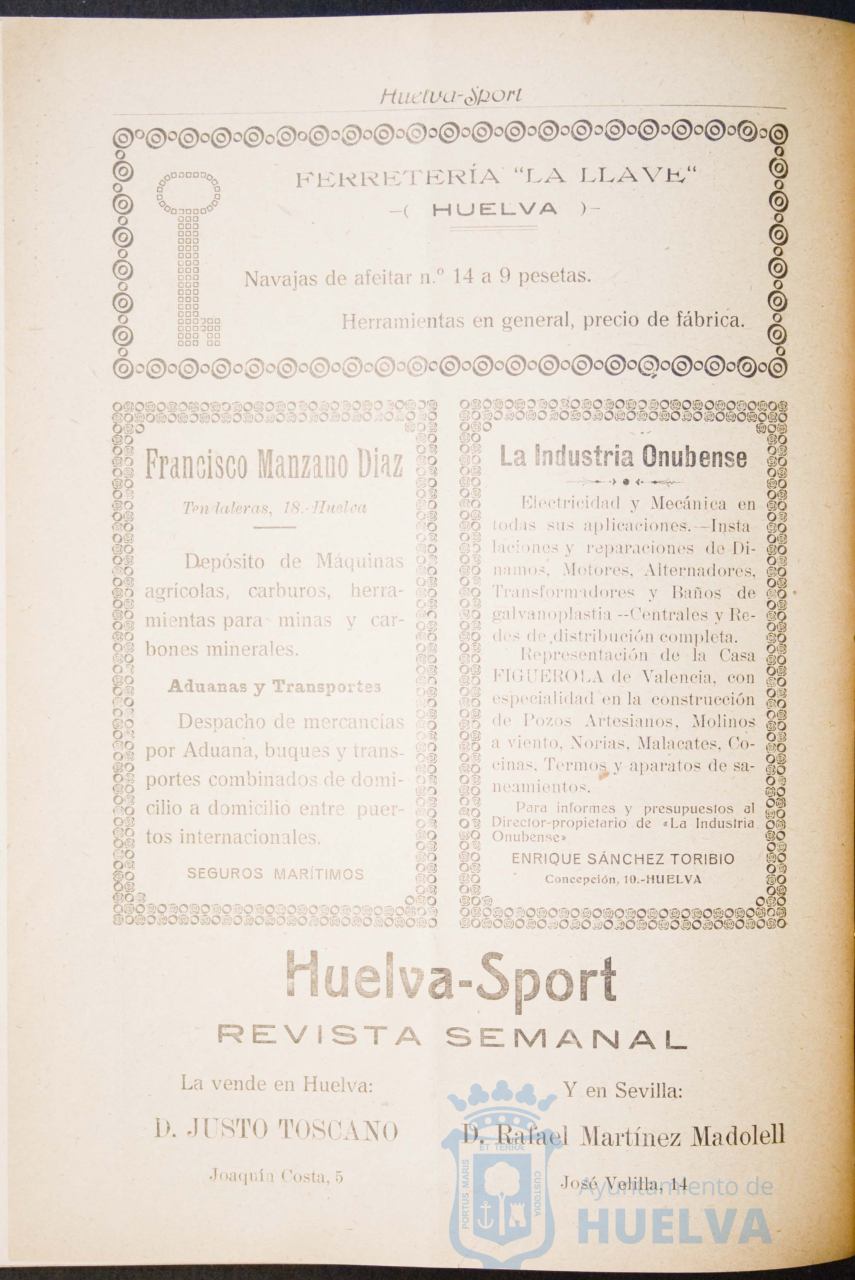 Huelva-Sport
FERRETERÍA "LA LLAVE"
-( HUELVA )-
Navajas de afeitar n.º 14 a 9 pesetas.
Herramientas en general, precio de fábrica.
Francisco Manzano Diaz
Tendaleras, 18.-Huelva
Depósito de Máquinas
agrícolas, carburos, herra-
mientas para minas y car-
bones minerales.
Aduanas y Transportes
Despacho de mercancías
por Aduana, buques y trans-
portes combinados de domi-
cilio a domicilio entre puer-
tos internacionales.
SEGUROS MARÍTIMOS
La Industria Onubense
Electricidad y Mecánica en
todas sus aplicaciones.—Insta
laciones y reparaciones de Di-
namos, Motores, Alternadores,
Transformadores y Baños de
galvanoplastia —Centrales y Re-
des de distribución completa.
Representación de la Casa
FIGUEROLA de Valencia, con
especialidad en la construcción
de Pozos Artesianos, Molinos
a viento, Norias, Malacates, Co-
cinas, Termos y aparatos de sa-
neamientos.
Para informes y presupuestos al
Director-propietario de «La Industria
Onubense»
ENRIQUE SÁNCHEZ TORIBIO
Concepción, 10.-HUELVA
Huelva-Sport
REVISTA SEMANAL
La vende en Huelva:
D. JUSTO TOSCANO
Joaquín Costa, 5
Y en Sevilla:
D. Rafael Martínez Madolell
José Velilla, 14
PORTUS MARIS
ET TERRÆ
CUSTODIA
Ayuntamiento de
HUELVA